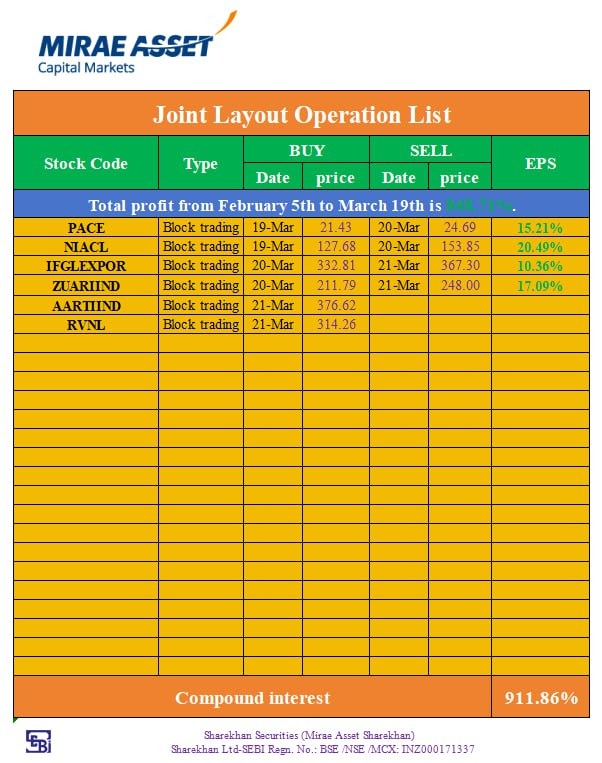 MIRAE ASSET
Capital Markets
Joint Layout Operation List
Stock Code Type BUY SELL EPS
Date price Date price
Total profit from February 5th to March 19th is
PACE Block trading 19-Mar 21.43 20-Mar 24.69 15.21%
NIACL Block trading 19-Mar 127.68 20-Mar 153.85 20.49%
IFGLEXPOR Block trading 20-Mar 332.81 21-Mar 367.30 10.36%
ZUARIIND Block trading 20-Mar 211.79 21-Mar 248.00 17.09%
AARTIIND Block trading 21-Mar 376.62
RVNL Block trading 21-Mar 314.26
Compound interest 911.86%
SEBI
Sharekhan Securities (Mirae Asset Sharekhan)
Sharekhan Ltd-SEBI Regn. No.: BSE /NSE /MCX: INZ000171337